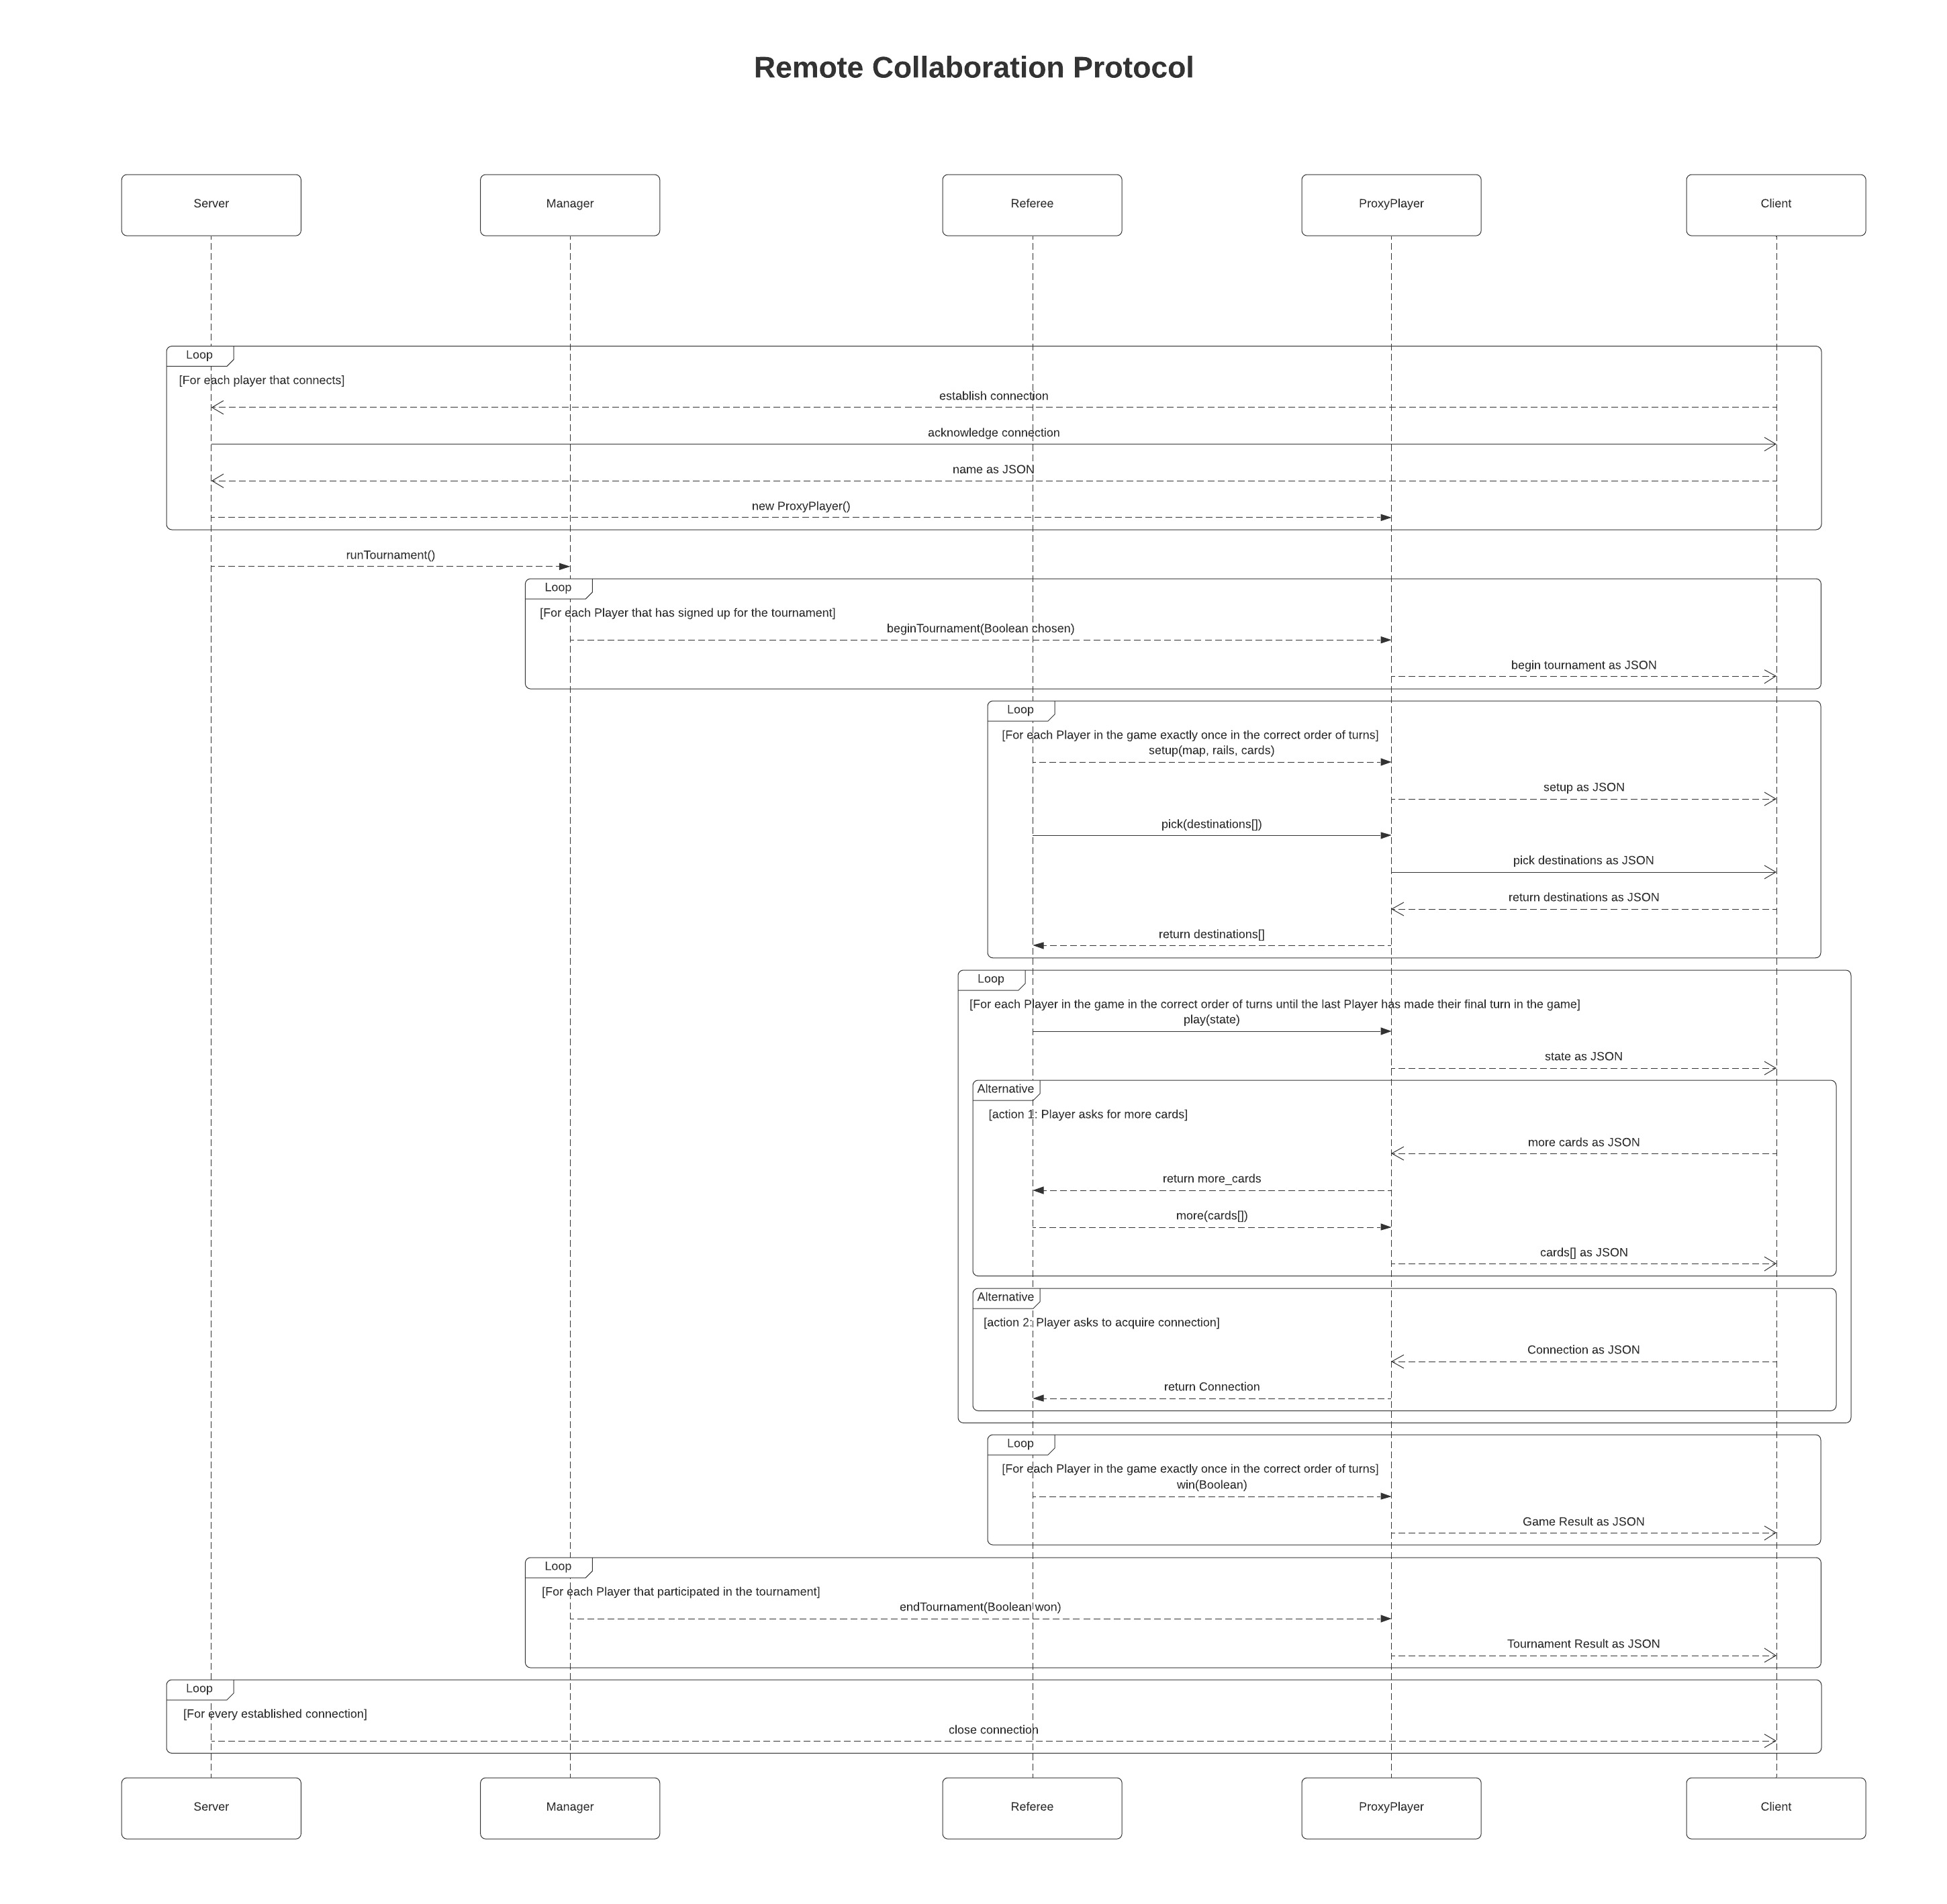 Remote Collaboration Protocol
Server
Manager
Referee
ProxyPlayer
Client
Loop
[For each player that connects]
establish connection
acknowledge connection
name as JSON
new ProxyPlayer()
runTournament()
Loop
[For each Player that has signed up for the tournament]
beginTournament(Boolean chosen)
begin tournament as JSON
Loop
[For each Player in the game exactly once in the correct order of turns]
setup(map, rails, cards)
setup as JSON
pick(destinations[])
pick destinations as JSON
return destinations as JSON
return destinations[]
Loop
[For each Player in the game in the correct order of turns until the last Player has made their final turn in the game]
play(state)
state as JSON
Alternative
[action 1: Player asks for more cards]
more cards as JSON
return more_cards
more(cards[])
cards[] as JSON
Alternative
[action 2: Player asks to acquire connection]
Connection as JSON
return Connection
Loop
[For each Player in the game exactly once in the correct order of turns]
win(Boolean)
Game Result as JSON
Loop
[For each Player that participated in the tournament]
endTournament(Boolean won)
Tournament Result as JSON
Loop
[For every established connection]
close connection
Server
Manager
Referee
ProxyPlayer
Client